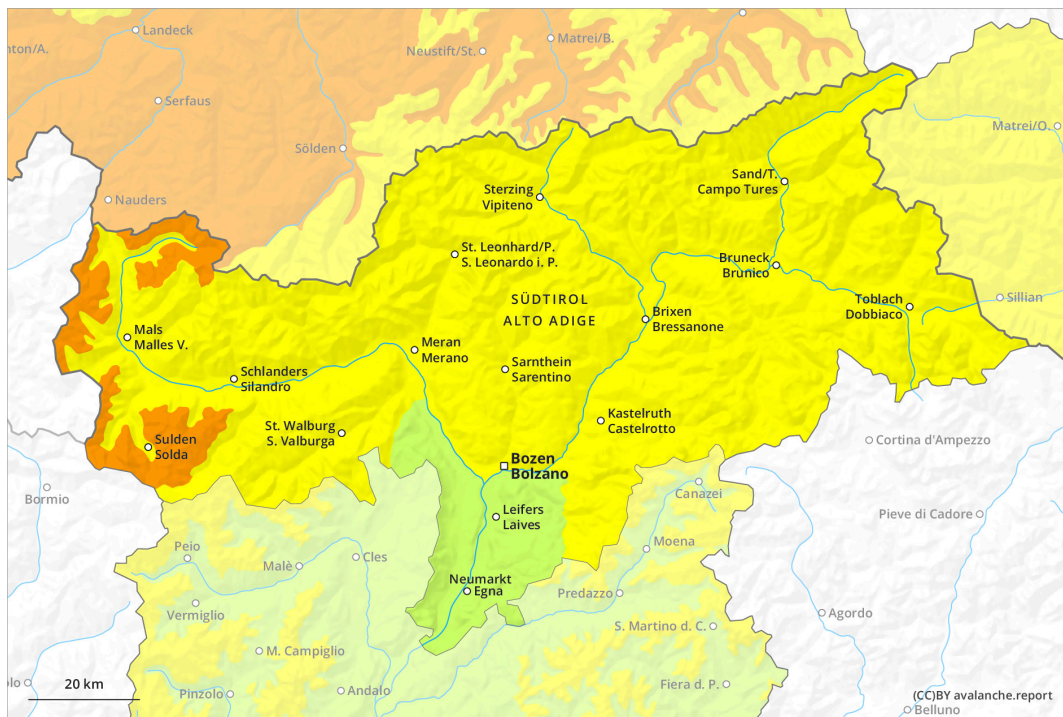 Landeck
nton/A.
Matrei/B.
Neustift/St.
Serfaus
Matrei/O.
Sölden
Sand/T.
Campo Tures
Sterzing
Vipiteno
Nauders
St. Leonhard/P.
S. Leonardo i. P.
Bruneck
Brunico
SÜDTIROL
ALTO ADIGE
Toblach
Dobbiaco
Sillian
Brixen
Bressanone
Mals
Malles V.
Meran
Merano
Sarnthein
Sarentino
Schlanders
Silandro
St. Walburg
S. Valburga
Kastelruth
Castelrotto
Sulden
Solda
Cortina d'Ampezzo
Bozen
Bolzano
Bormio
Canazei
Leifers
Laives
Pieve di Cadore
Peio
Cles
Moena
Malè
Neumarkt
Egna
Predazzo
Vermiglio
Agordo
S. Martino d. C.
M. Campiglio
20 km
olo
Pinzolo
Andalo
Fiera d. P.
(CC)BY avalanche.report
Belluno